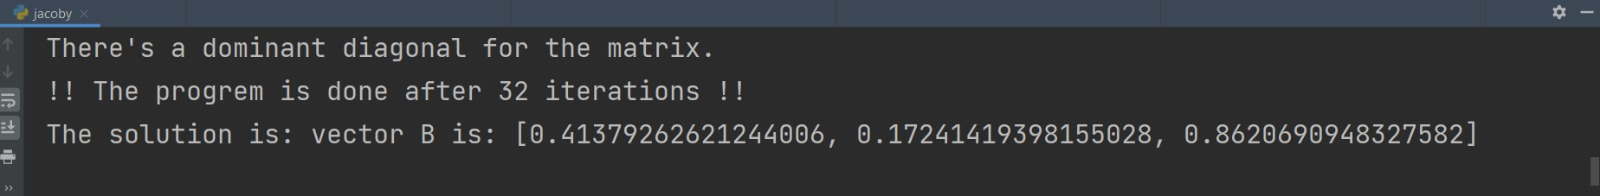 jacoby
There's a dominant diagonal for the matrix.
!! The progrem is done after 32 iterations !!
The solution is: vector B is: [0.41379262621244006, 0.17241419398155028, 0.8620690948327582]